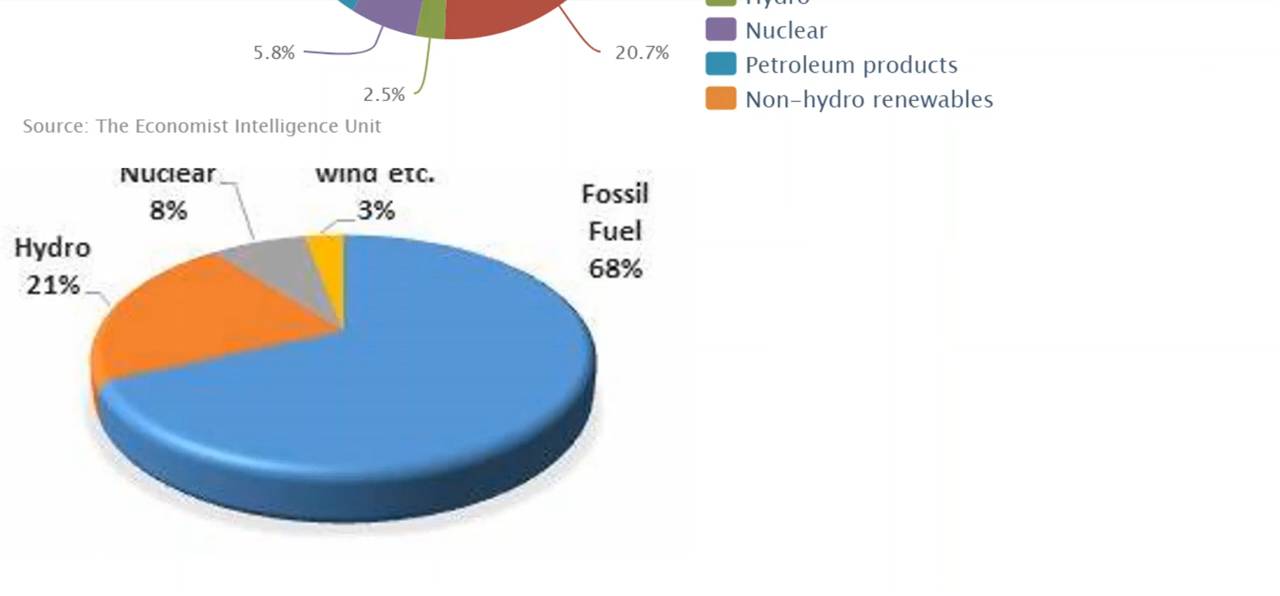 Hydro
Nuclear
5.8%
20.7%
Petroleum products
2.5%
Non-hydro renewables
Source: The Economist Intelligence Unit
Nuclear
8%
wind etc.
3%
Fossil
Fuel
68%
Hydro
21%